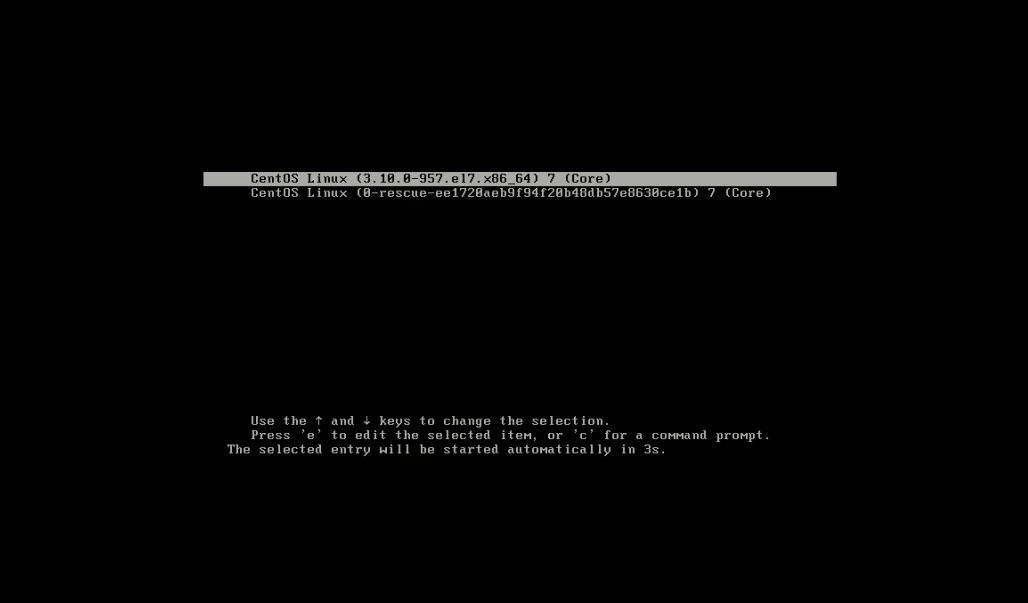 CentOS Linux (3.10.0-957.el7.x86_64) 7 (Core)
CentOS Linux (0-rescue-ee1720aeb9f94f20b48db57e8630ce1b) 7 (Core)
Use the ↑ and ↓ keys to change the selection.
Press 'e' to edit the selected item, or 'c' for a command prompt.
The selected entry will be started automatically in 3s.